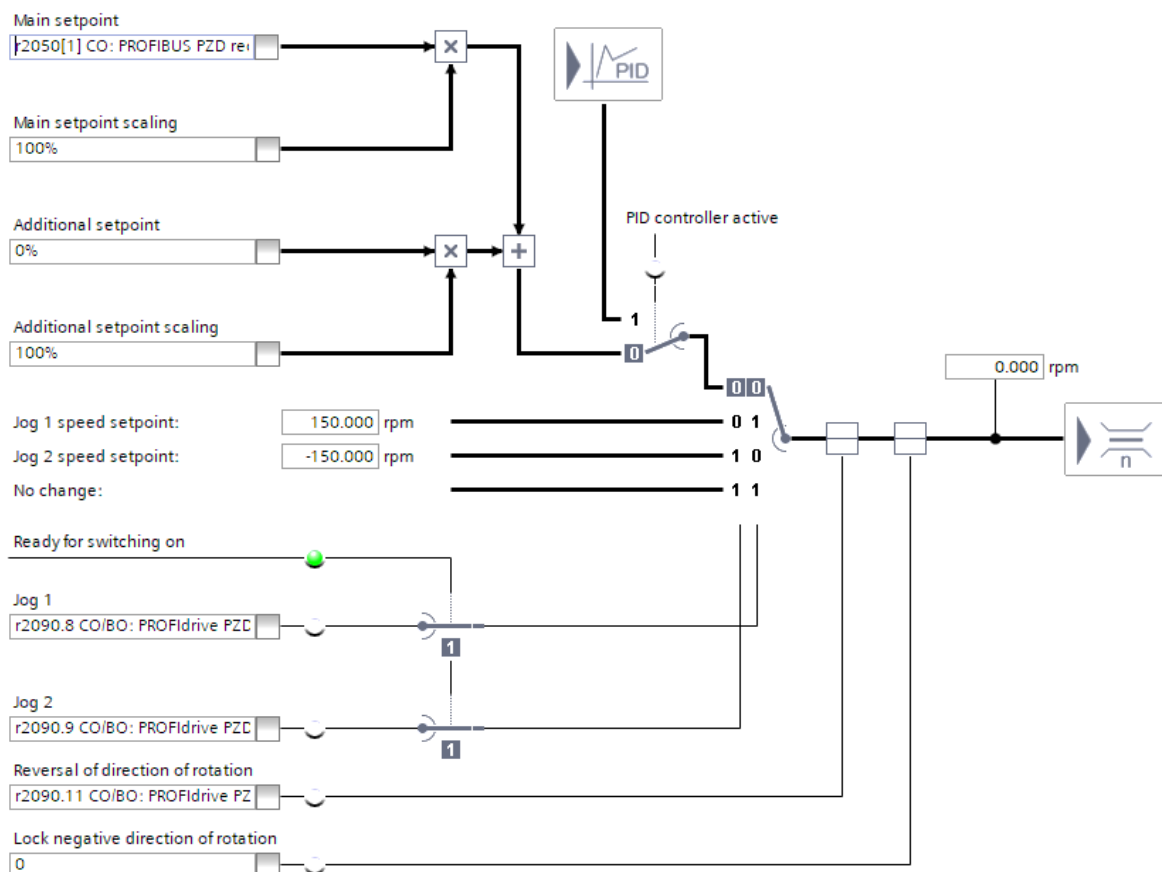 Main setpoint
r2050[1] CO: PROFIBUS PZD
×
PID
Main setpoint scaling
100%
Additional setpoint
0%
×
+
PID controller active
Additional setpoint scaling
100%
1
0
0.000 rpm
0 0
Jog 1 speed setpoint: 150.000 rpm 0 1
Jog 2 speed setpoint: -150.000 rpm 1 0
n
No change: 1 1
Ready for switching on
Jog 1
r2090.8 CO/BO: PROFIdrive PZD
1
Jog 2
r2090.9 CO/BO: PROFIdrive PZD
1
Reversal of direction of rotation
r2090.11 CO/BO: PROFIdrive PZ
Lock negative direction of rotation
0